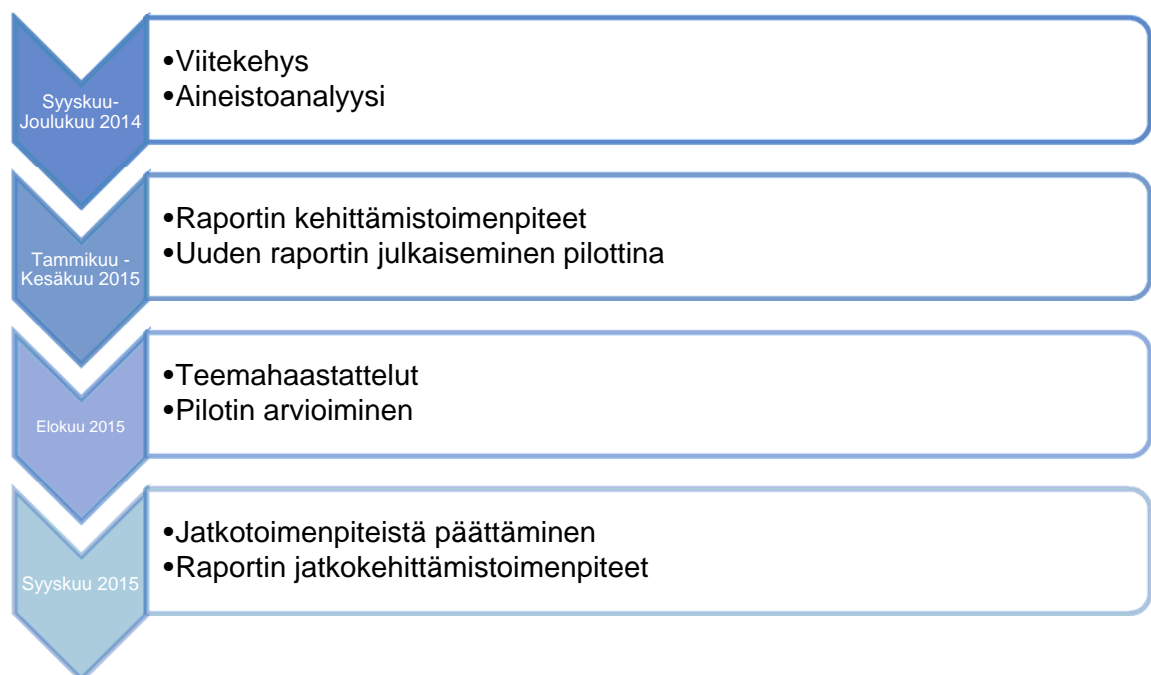 Syyskuu-
Joulukuu 2014
•Viitekehys
•Aineistoanalyysi
Tammikuu -
Kesäkuu 2015
•Raportin kehittämistoimenpiteet
•Uuden raportin julkaiseminen pilottina
Elokuu 2015
•Teemahaastattelut
•Pilotin arvioiminen
Syyskuu 2015
•Jatkotoimenpiteistä päättäminen
•Raportin jatkokehittämistoimenpiteet